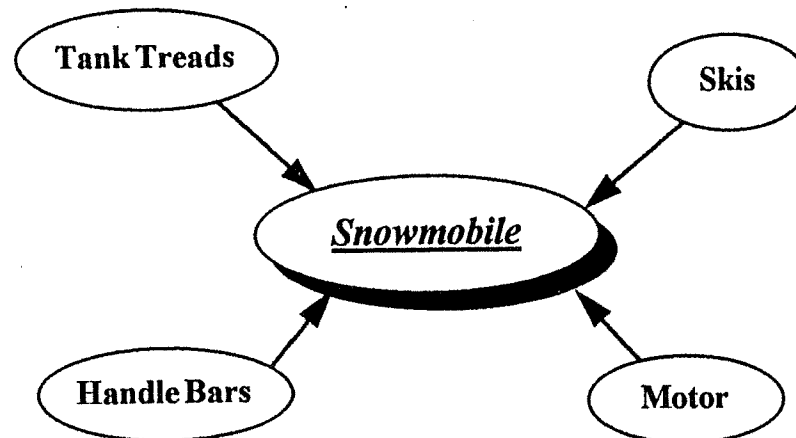 Tank Treads
Skis
Snowmobile
Handle Bars
Motor